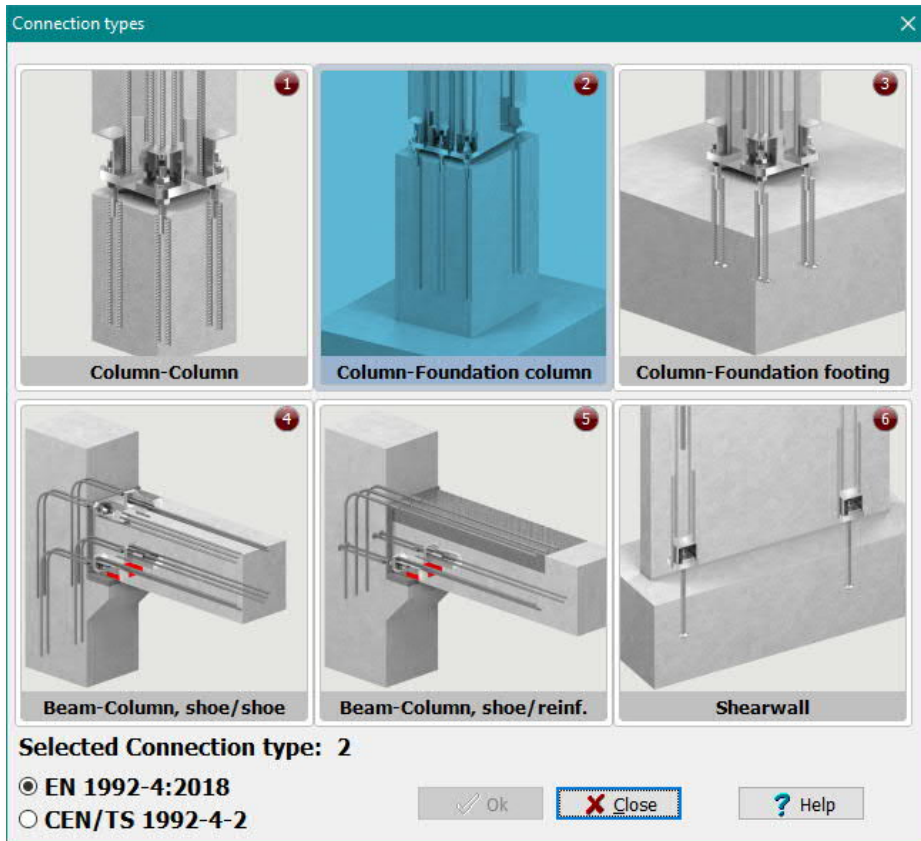 Connection types
1
2
3
Column-Column
Column-Foundation column
Column-Foundation footing
4
5
6
Beam-Column, shoe/shoe
Beam-Column, shoe/reinf.
Shearwall
Selected Connection type: 2
EN 1992-4:2018
CEN/TS 1992-4-2
Ok
Close
Help